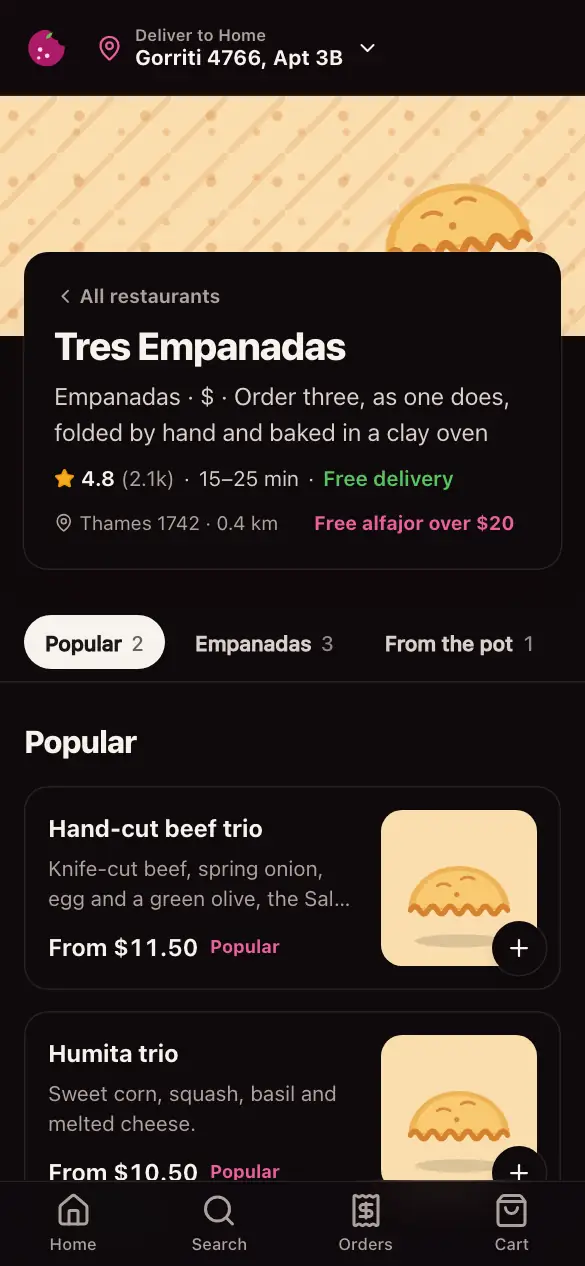 Deliver to Home
Gorriti 4766, Apt 3B
All restaurants
Tres Empanadas
Empanadas · $ · Order three, as one does,
folded by hand and baked in a clay oven
4.8 (2.1k) · 15–25 min · Free delivery
Thames 1742 · 0.4 km Free alfajor over $20
Popular 2 Empanadas 3 From the pot 1
Popular
Hand-cut beef trio
Knife-cut beef, spring onion,
egg and a green olive, the Sal...
From $11.50 Popular
Humita trio
Sweet corn, squash, basil and
melted cheese.
From $10.50 Popular
Home Search Orders Cart